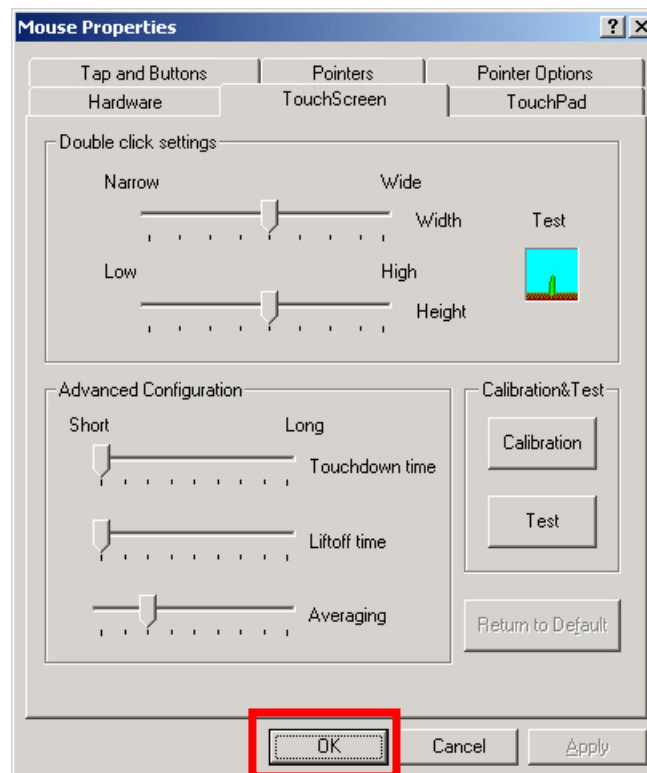 Mouse Properties
Tap and Buttons Pointers Pointer Options
Hardware TouchScreen TouchPad
Double click settings
Narrow Wide
Width Test
Low High
Height
Advanced Configuration Calibration&Test
Short Long
Touchdown time Calibration
Liftoff time Test
Averaging Return to Default
OK Cancel Apply